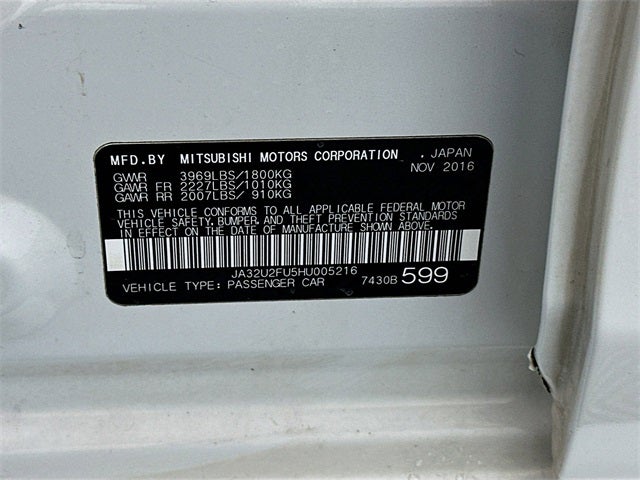 MFD.BY MITSUBISHI MOTORS CORPORATION , JAPAN
NOV 2016
GVWR 3969LBS/1800KG
GAWR FR 2227LBS/1010KG
GAWR RR 2007LBS/ 910KG
THIS VEHICLE CONFORMS TO ALL APPLICABLE FEDERAL MOTOR
VEHICLE SAFETY, BUMPER, AND THEFT PREVENTION STANDARDS
IN EFFECT ON THE DATE OF MANUFACTURE SHOWN ABOVE.
JA32U2FU5HU005216
VEHICLE TYPE: PASSENGER CAR 7430B 599